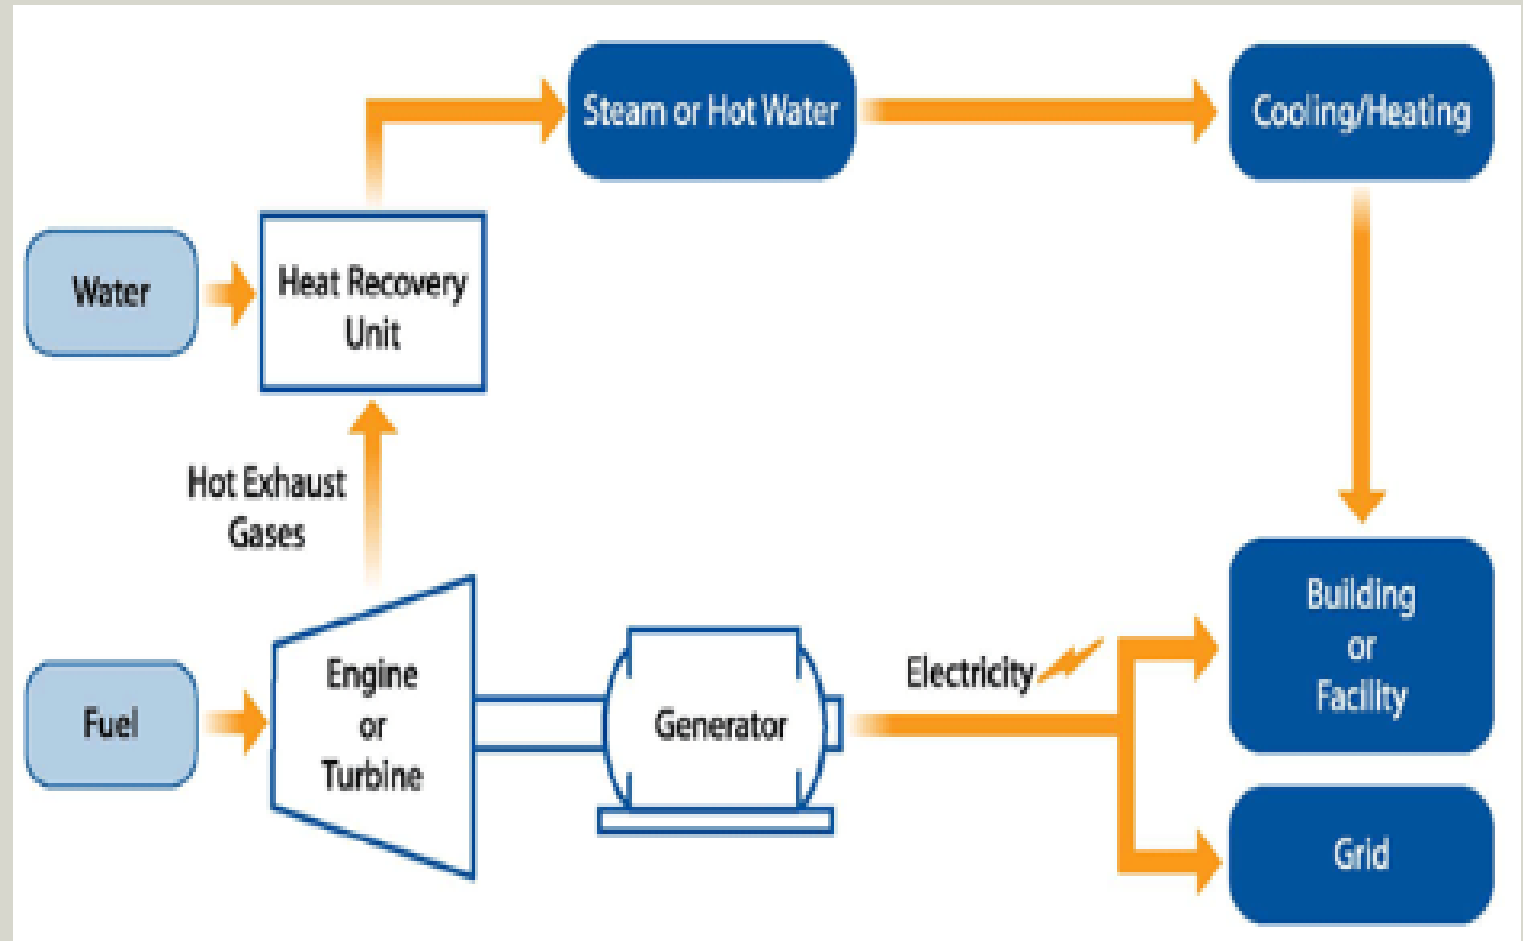 Steam or Hot Water
Cooling/Heating
Water
Heat Recovery
Unit
Hot Exhaust
Gases
Fuel
Engine
or
Turbine
Generator
Electricity
Building
or
Facility
Grid